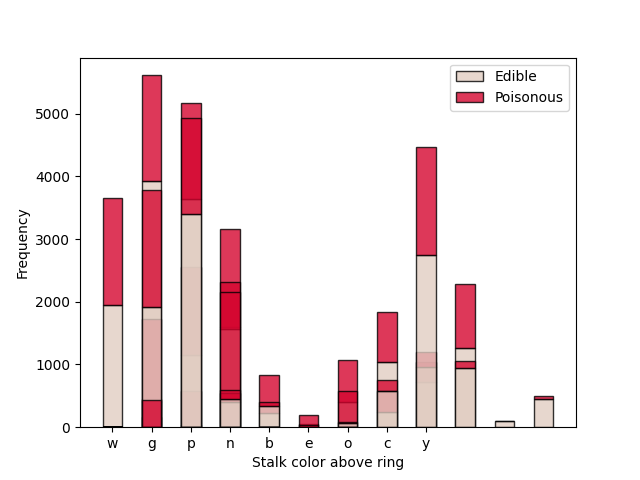 Edible
Poisonous
5000
4000
3000
2000
1000
0
Frequency
w g p n b e o c y
Stalk color above ring